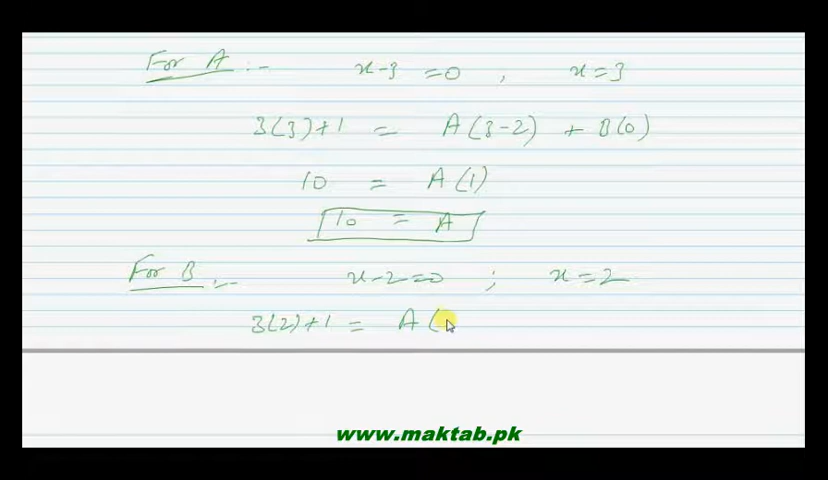 For A :- x-3 =0 , x=3
3(3)+1 = A(3-2) + B(0)
10 = A(1)
10 = A
For B :- x-2=0 ; x=2
3(2)+1 = A(
www.maktab.pk